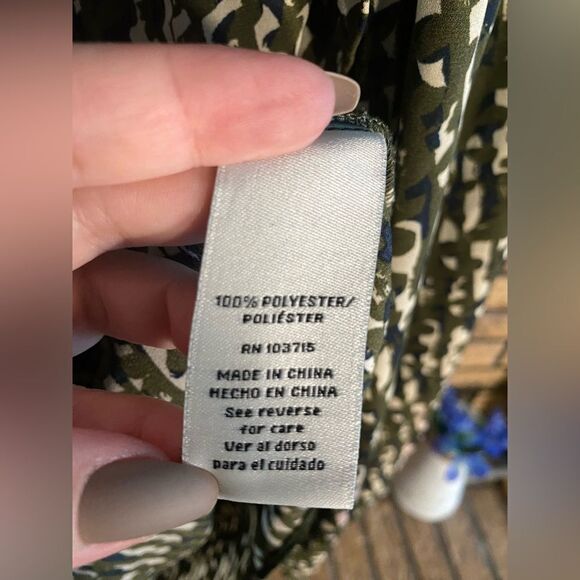 100% POLYESTER/
POLIÉSTER
RN 103715
MADE IN CHINA
HECHO EN CHINA
See reverse
for care
Ver al dorso
para el cuidado